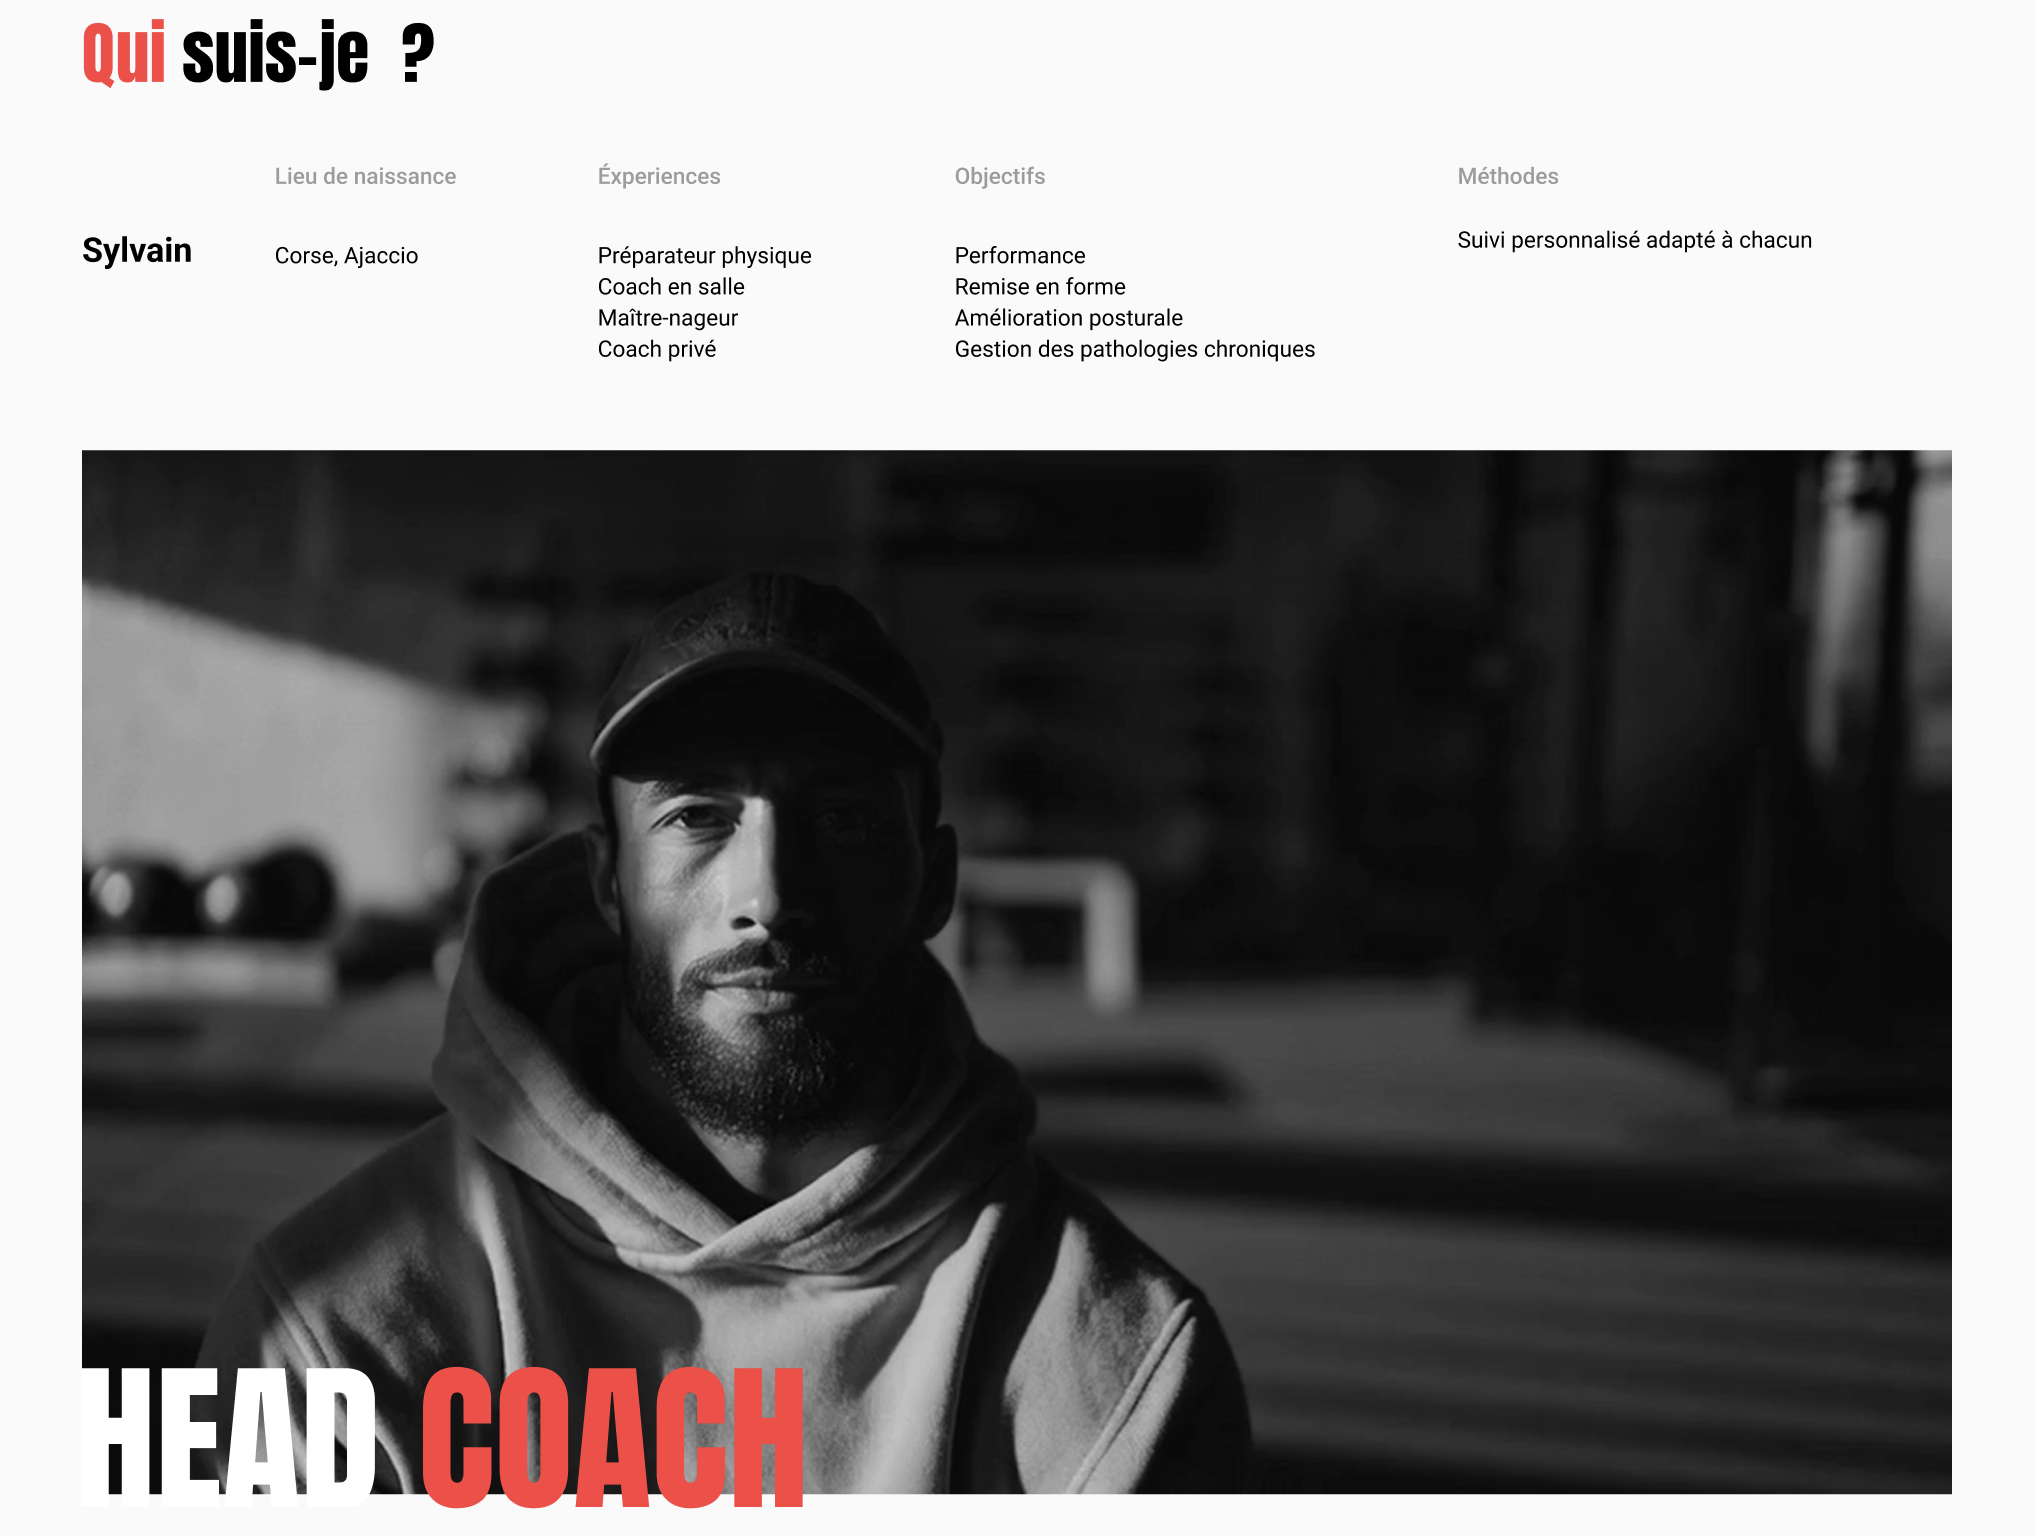 Qui suis-je ?
Lieu de naissance
Éxperiences
Objectifs
Méthodes
Sylvain
Corse, Ajaccio
Préparateur physique
Coach en salle
Maître-nageur
Coach privé
Performance
Remise en forme
Amélioration posturale
Gestion des pathologies chroniques
Suivi personnalisé adapté à chacun
HEAD COACH